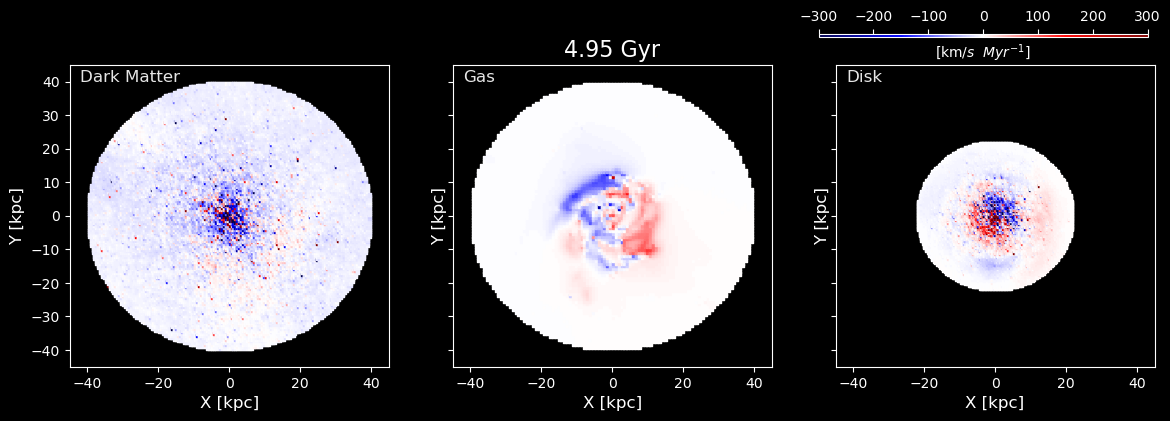 −300 −200 −100 0 100 200 300
[km/s Myr⁻¹]
4.95 Gyr
Dark Matter
Gas
Disk
40
30
20
10
0
−10
−20
−30
−40
Y [kpc]
Y [kpc]
Y [kpc]
−40 −20 0 20 40
−40 −20 0 20 40
−40 −20 0 20 40
X [kpc]
X [kpc]
X [kpc]